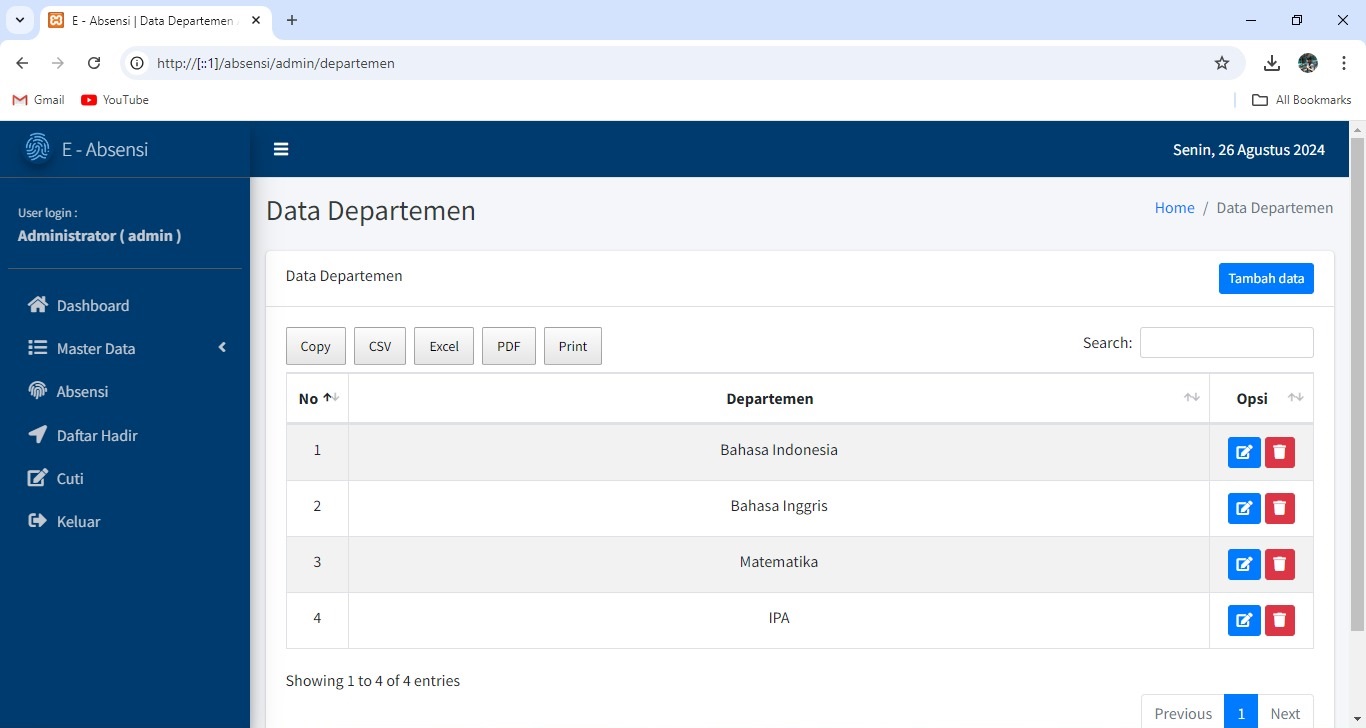 E - Absensi | Data Departemen
http://[::1]/absensi/admin/departemen
Gmail YouTube All Bookmarks
E - Absensi
Senin, 26 Agustus 2024
User login :
Administrator ( admin )
Dashboard
Master Data
Absensi
Daftar Hadir
Cuti
Keluar
Data Departemen
Home / Data Departemen
Data Departemen
Tambah data
Copy CSV Excel PDF Print
Search:
No Departemen Opsi
1 Bahasa Indonesia
2 Bahasa Inggris
3 Matematika
4 IPA
Showing 1 to 4 of 4 entries
Previous 1 Next